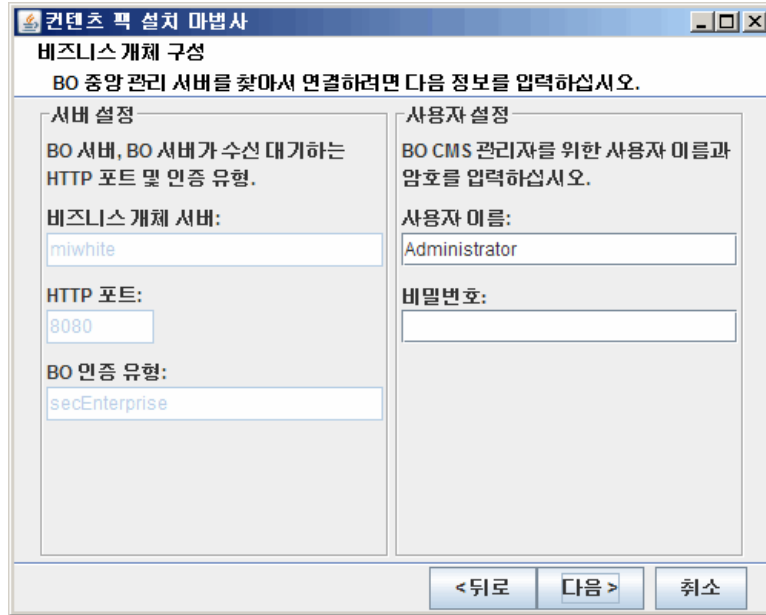 컨텐츠 팩 설치 마법사
비즈니스 개체 구성
BO 중앙 관리 서버를 찾아서 연결하려면 다음 정보를 입력하십시오.
서버 설정
BO 서버, BO 서버가 수신 대기하는
HTTP 포트 및 인증 유형.
비즈니스 개체 서버:
miwhite
HTTP 포트:
8080
BO 인증 유형:
secEnterprise
사용자 설정
BO CMS 관리자를 위한 사용자 이름과
암호를 입력하십시오.
사용자 이름:
Administrator
비밀번호:
<뒤로
다음>
취소